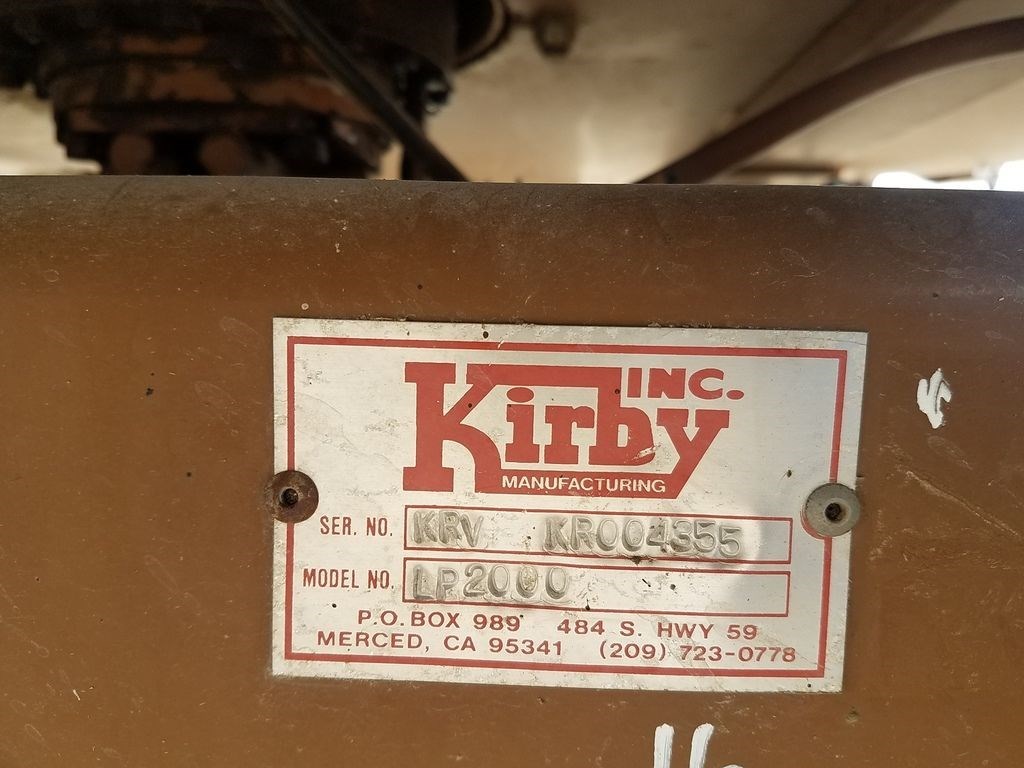 Kirby INC.
MANUFACTURING
SER. NO. KRV KR004355
MODEL NO. LP2000
P.O. BOX 989 484 S. HWY 59
MERCED, CA 95341 (209) 723-0778